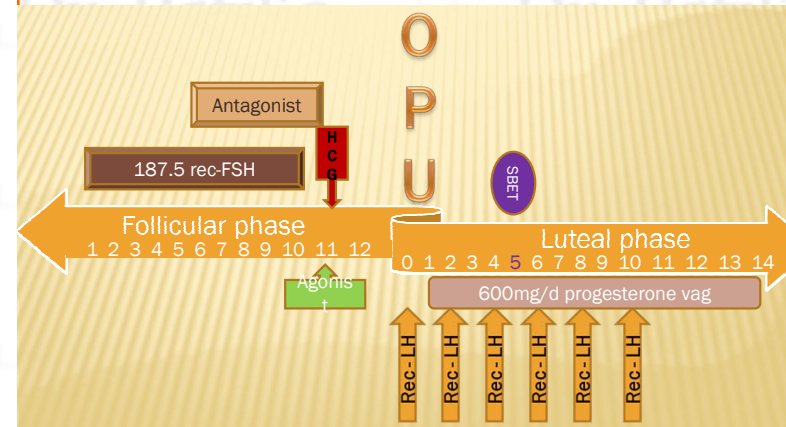 O
P
U
Antagonist
HCG
187.5 rec-FSH
SBET
Follicular phase
1 2 3 4 5 6 7 8 9 10 11 12
Luteal phase
0 1 2 3 4 5 6 7 8 9 10 11 12 13 14
Agonis
t
600mg/d progesterone vag
Rec-LH
Rec-LH
Rec-LH
Rec-LH
Rec-LH
Rec-LH